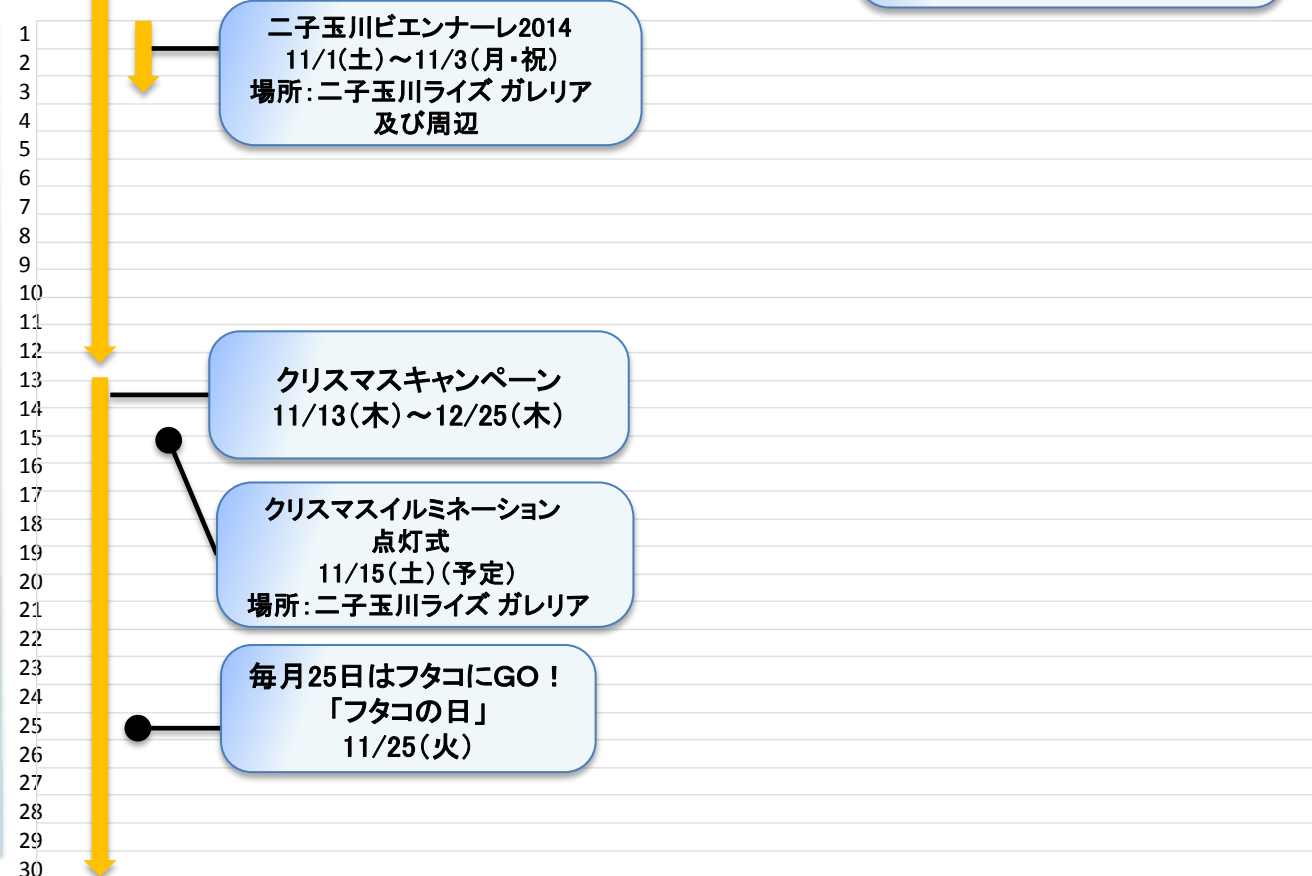 1
2
3
4
5
6
7
8
9
10
11
12
13
14
15
16
17
18
19
20
21
22
23
24
25
26
27
28
29
30
二子玉川ビエンナーレ2014
11/1(土)～11/3(月・祝)
場所：二子玉川ライズ ガレリア
及び周辺
クリスマスキャンペーン
11/13(木)～12/25(木)
クリスマスイルミネーション
点灯式
11/15(土)(予定)
場所：二子玉川ライズ ガレリア
毎月25日はフタコにGO！
「フタコの日」
11/25(火)